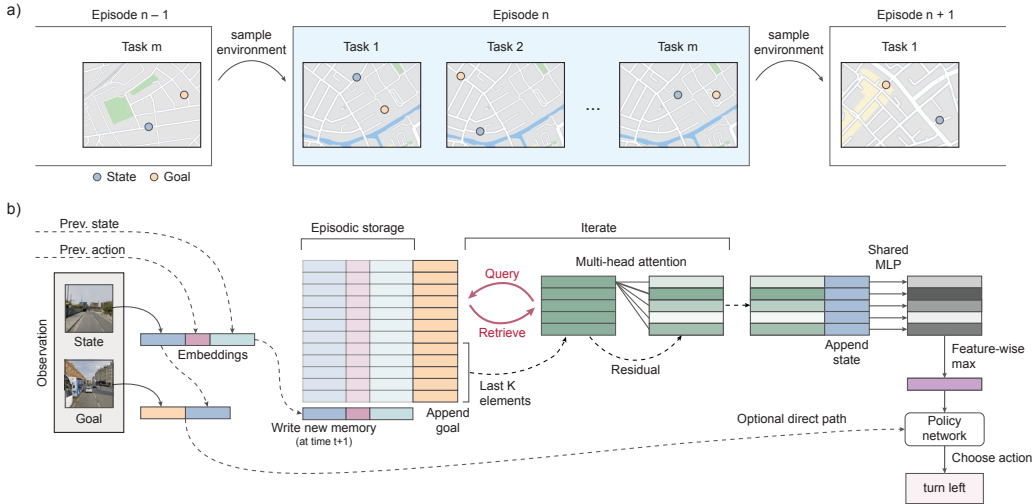 a)
Episode n – 1
Episode n
Episode n + 1
Task m
sample
environment
Task 1
Task 2
...
Task m
sample
environment
Task 1
State
Goal
b)
Prev. state
Prev. action
Observation
State
Goal
Embeddings
Episodic storage
Write new memory
(at time t+1)
Append
goal
Last K
elements
Iterate
Query
Retrieve
Multi-head attention
Residual
Append
state
Shared
MLP
Feature-wise
max
Optional direct path
Policy
network
Choose action
turn left